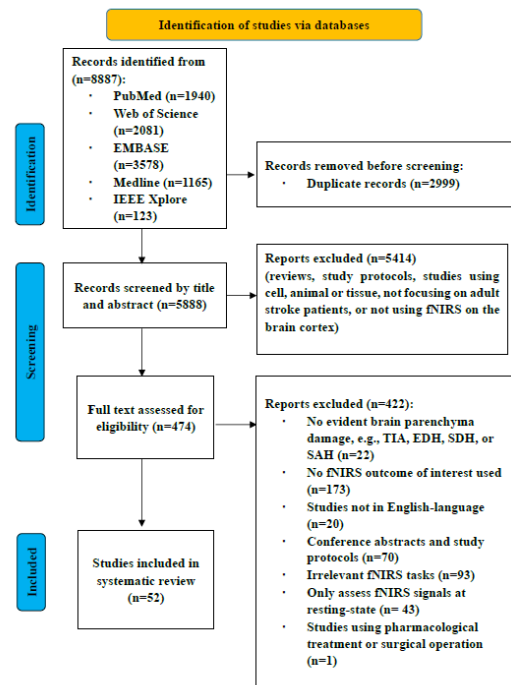 Identification of studies via databases
Identification
Records identified from
(n=8887):
· PubMed (n=1940)
· Web of Science
(n=2081)
· EMBASE
(n=3578)
· Medline (n=1165)
· IEEE Xplore
(n=123)
Records removed before screening:
· Duplicate records (n=2999)
Screening
Records screened by title
and abstract (n=5888)
Reports excluded (n=5414)
(reviews, study protocols, studies using
cell, animal or tissue, not focusing on adult
stroke patients, or not using fNIRS on the
brain cortex)
Full text assessed for
eligibility (n=474)
Reports excluded (n=422):
· No evident brain parenchyma
damage, e.g., TIA, EDH, SDH, or
SAH (n=22)
· No fNIRS outcome of interest used
(n=173)
· Studies not in English-language
(n=20)
· Conference abstracts and study
protocols (n=70)
· Irrelevant fNIRS tasks (n=93)
· Only assess fNIRS signals at
resting-state (n= 43)
· Studies using pharmacological
treatment or surgical operation
(n=1)
Included
Studies included in
systematic review
(n=52)